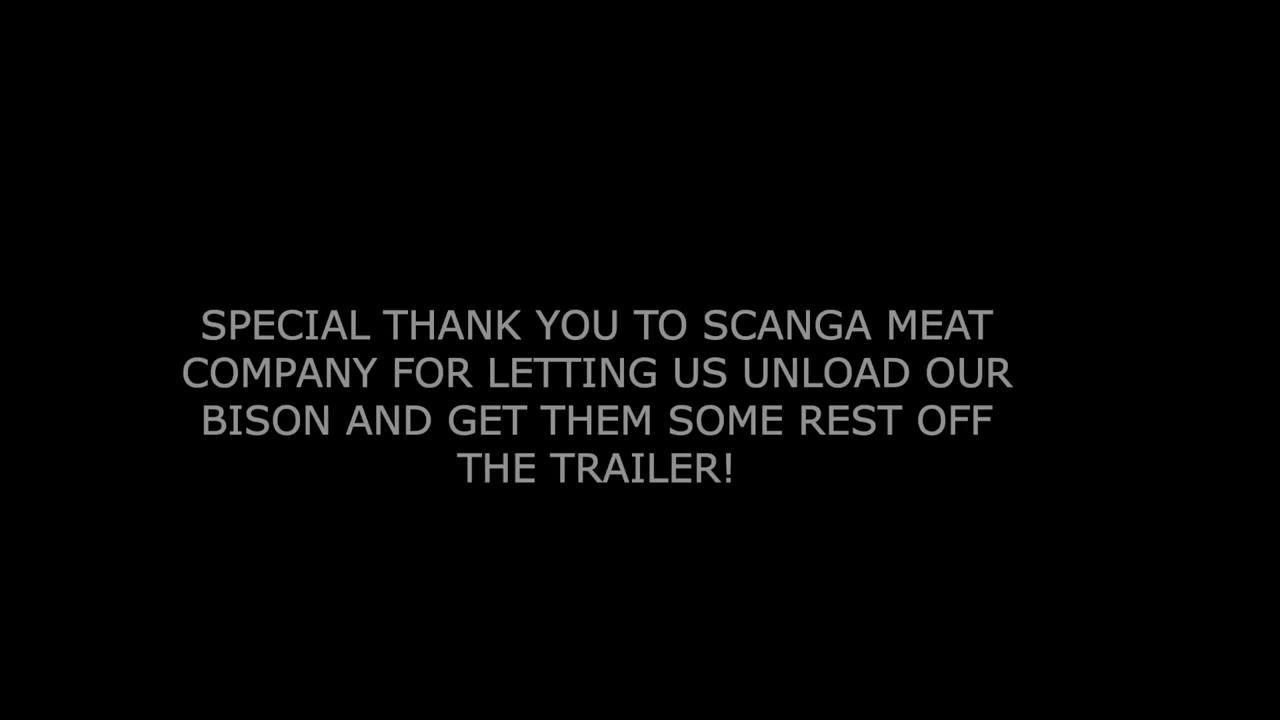 SPECIAL THANK YOU TO SCANGA MEAT
COMPANY FOR LETTING US UNLOAD OUR
BISON AND GET THEM SOME REST OFF
THE TRAILER!